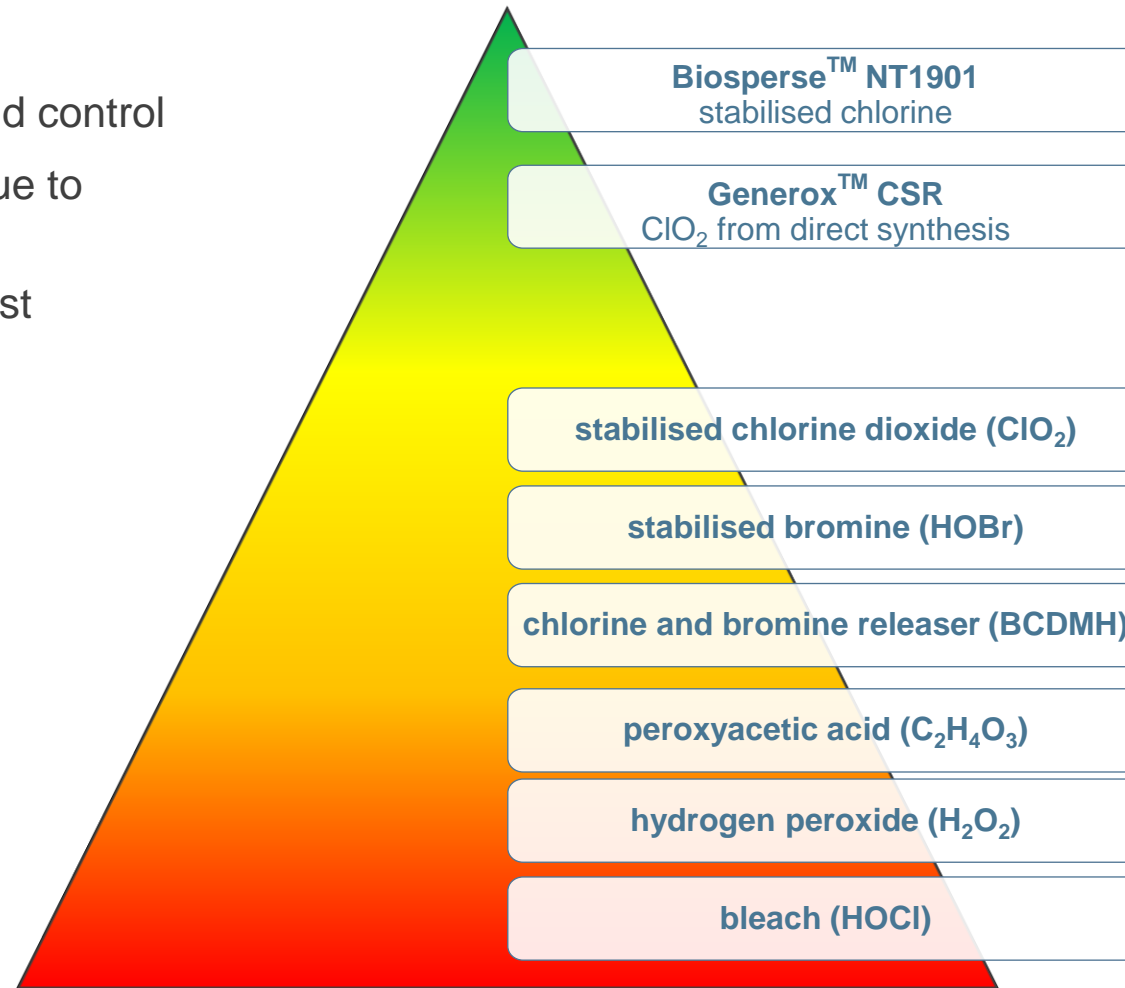 d control
ue to
st
Biosperse™ NT1901
stabilised chlorine
Generox™ CSR
ClO₂ from direct synthesis
stabilised chlorine dioxide (ClO₂)
stabilised bromine (HOBr)
chlorine and bromine releaser (BCDMH)
peroxyacetic acid (C₂H₄O₃)
hydrogen peroxide (H₂O₂)
bleach (HOCl)